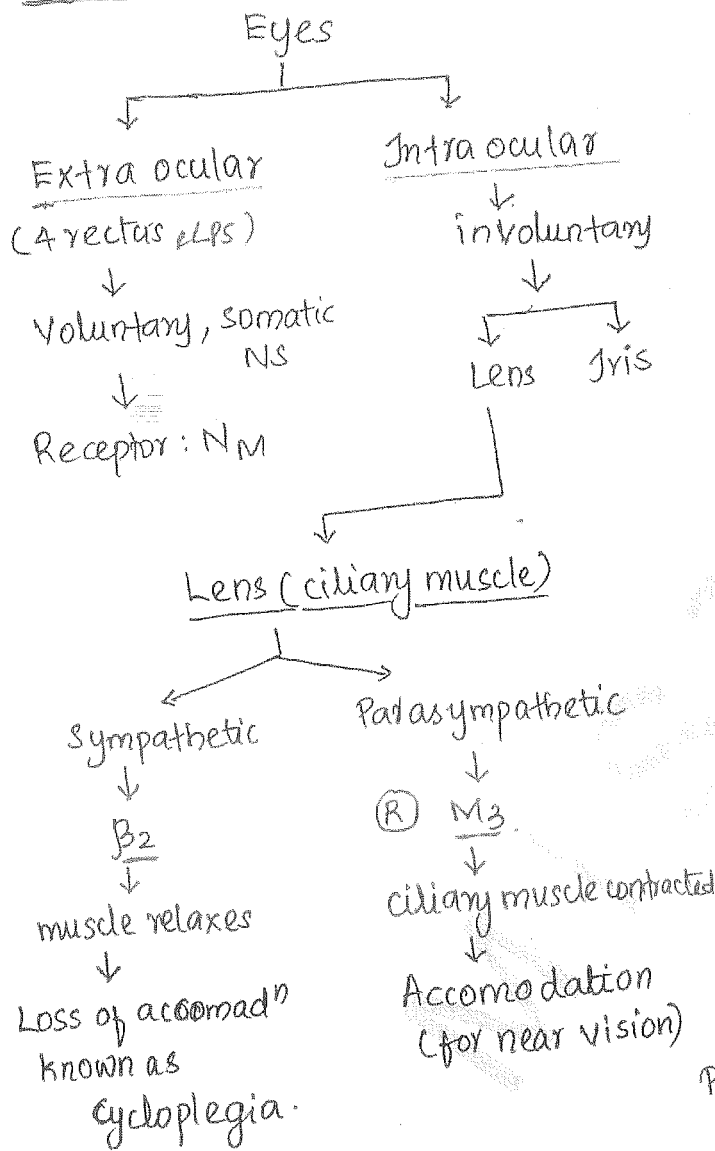 Eyes
Extra ocular
(4 rectus & LPS)
Voluntary, somatic
NS
Receptor : NM
Intra ocular
involuntary
Lens
Iris
Lens (ciliary muscle)
Sympathetic
β2
muscle relaxes
Loss of accomadn
known as
Cycloplegia.
Parasympathetic
R M3.
ciliary muscle contracted
Accomodation
(for near vision)
P